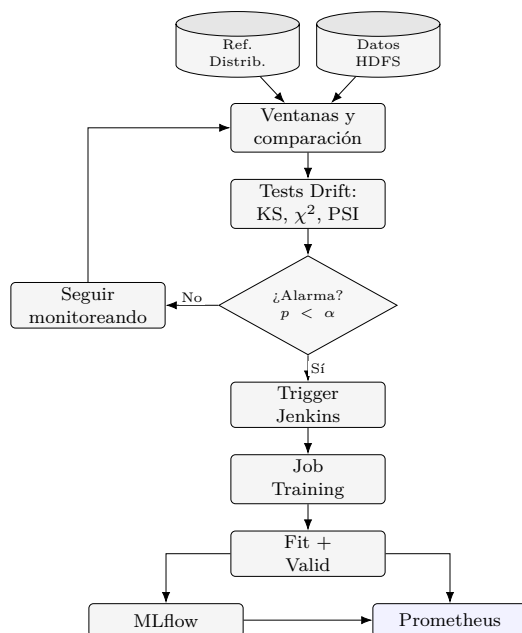 Ref.
Distrib.
Datos
HDFS
Ventanas y
comparación
Tests Drift:
KS, χ², PSI
¿Alarma?
p < α
No
Seguir
monitoreando
Sí
Trigger
Jenkins
Job
Training
Fit +
Valid
MLflow
Prometheus